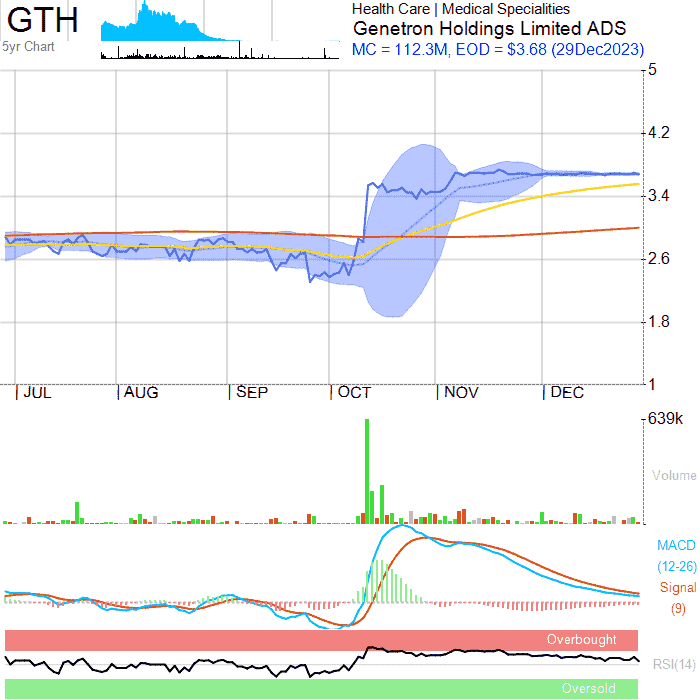 GTH
5yr Chart
Health Care | Medical Specialities
Genetron Holdings Limited ADS
MC = 112.3M, EOD = $3.68 (29Dec2023)
5
4.2
3.4
2.6
1.8
1
JUL AUG SEP OCT NOV DEC
639k
Volume
MACD
(12-26)
Signal
(9)
Overbought
RSI(14)
Oversold